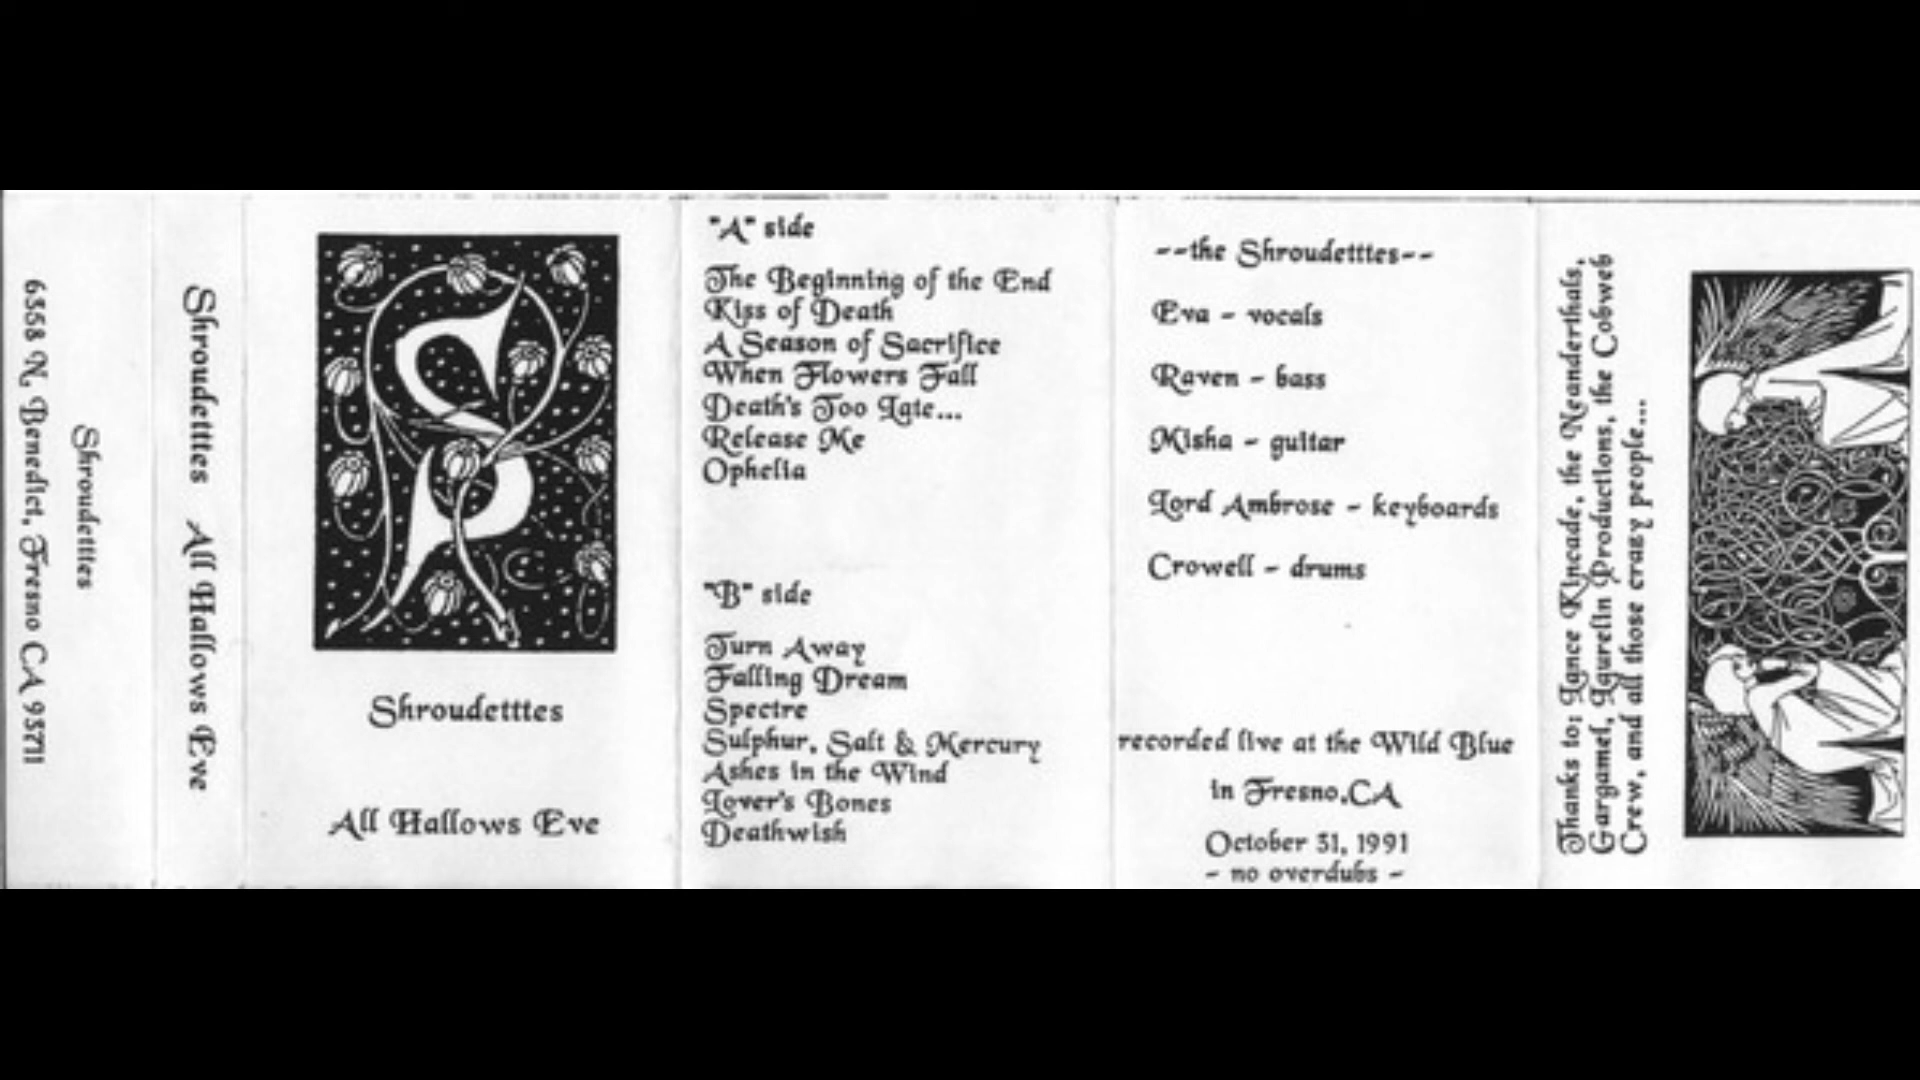 Shroudetttes
6358 N. Benedict, Fresno CA 93711
Shroudetttes   All Hallows Eve
Shroudetttes
All Hallows Eve
"A" side
The Beginning of the End
Kiss of Death
A Season of Sacrifice
When Flowers Fall
Death's Too Late...
Release Me
Ophelia
"B" side
Turn Away
Falling Dream
Spectre
Sulphur, Salt & Mercury
Ashes in the Wind
Lover's Bones
Deathwish
--the Shroudetttes--
Eva - vocals
Raven - bass
Misha - guitar
Lord Ambrose - keyboards
Crowell - drums
recorded live at the Wild Blue
in Fresno,CA
October 31, 1991
- no overdubs -
Thanks to; Lance Kincade, the Neanderthals,
Gargamel, Laurelin Productions, the Cobweb
Crew, and all those crazy people...